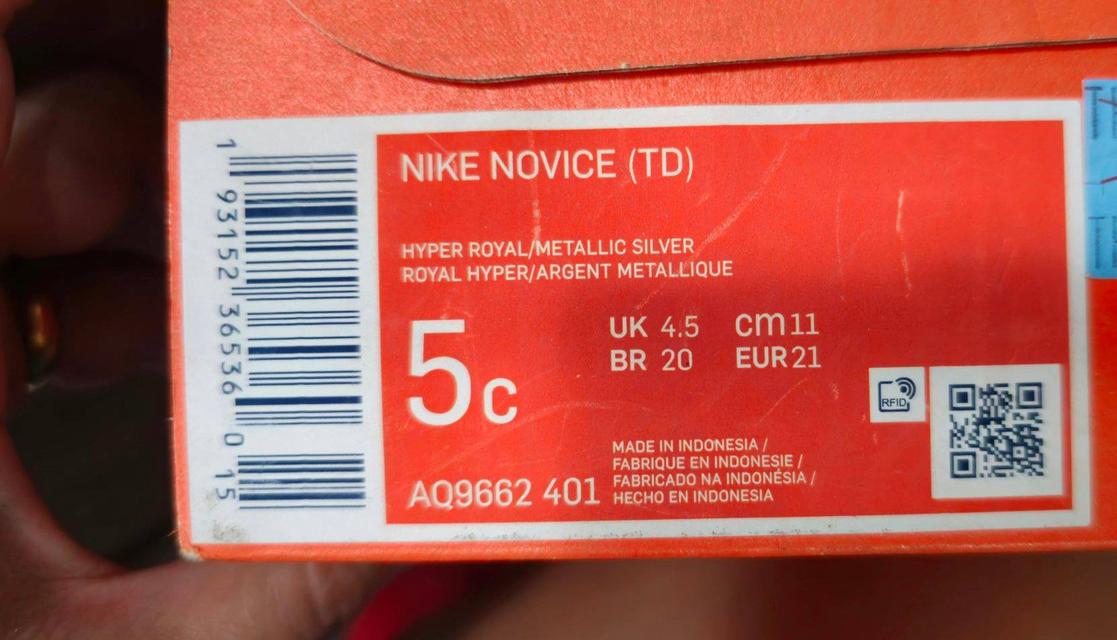 1 93152 36536 0 15
NIKE NOVICE (TD)
HYPER ROYAL/METALLIC SILVER
ROYAL HYPER/ARGENT METALLIQUE
5c
UK 4.5 cm 11
BR 20 EUR 21
RFID
MADE IN INDONESIA /
FABRIQUE EN INDONESIE /
FABRICADO NA INDONÉSIA /
HECHO EN INDONESIA
AQ9662 401